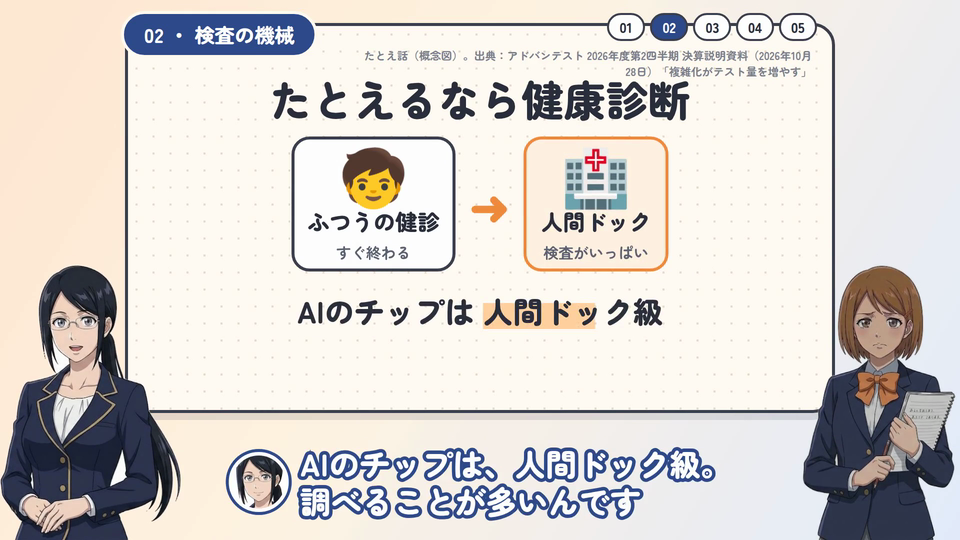 02 ・ 検査の機械
01 02 03 04 05
たとえ話（概念図）。出典：アドバンテスト 2026年度第2四半期 決算説明資料（2026年10月
28日）「複雑化がテスト量を増やす」
たとえるなら健康診断
ふつうの健診
すぐ終わる
人間ドック
検査がいっぱい
AIのチップは 人間ドック級
AIのチップは、人間ドック級。
調べることが多いんです